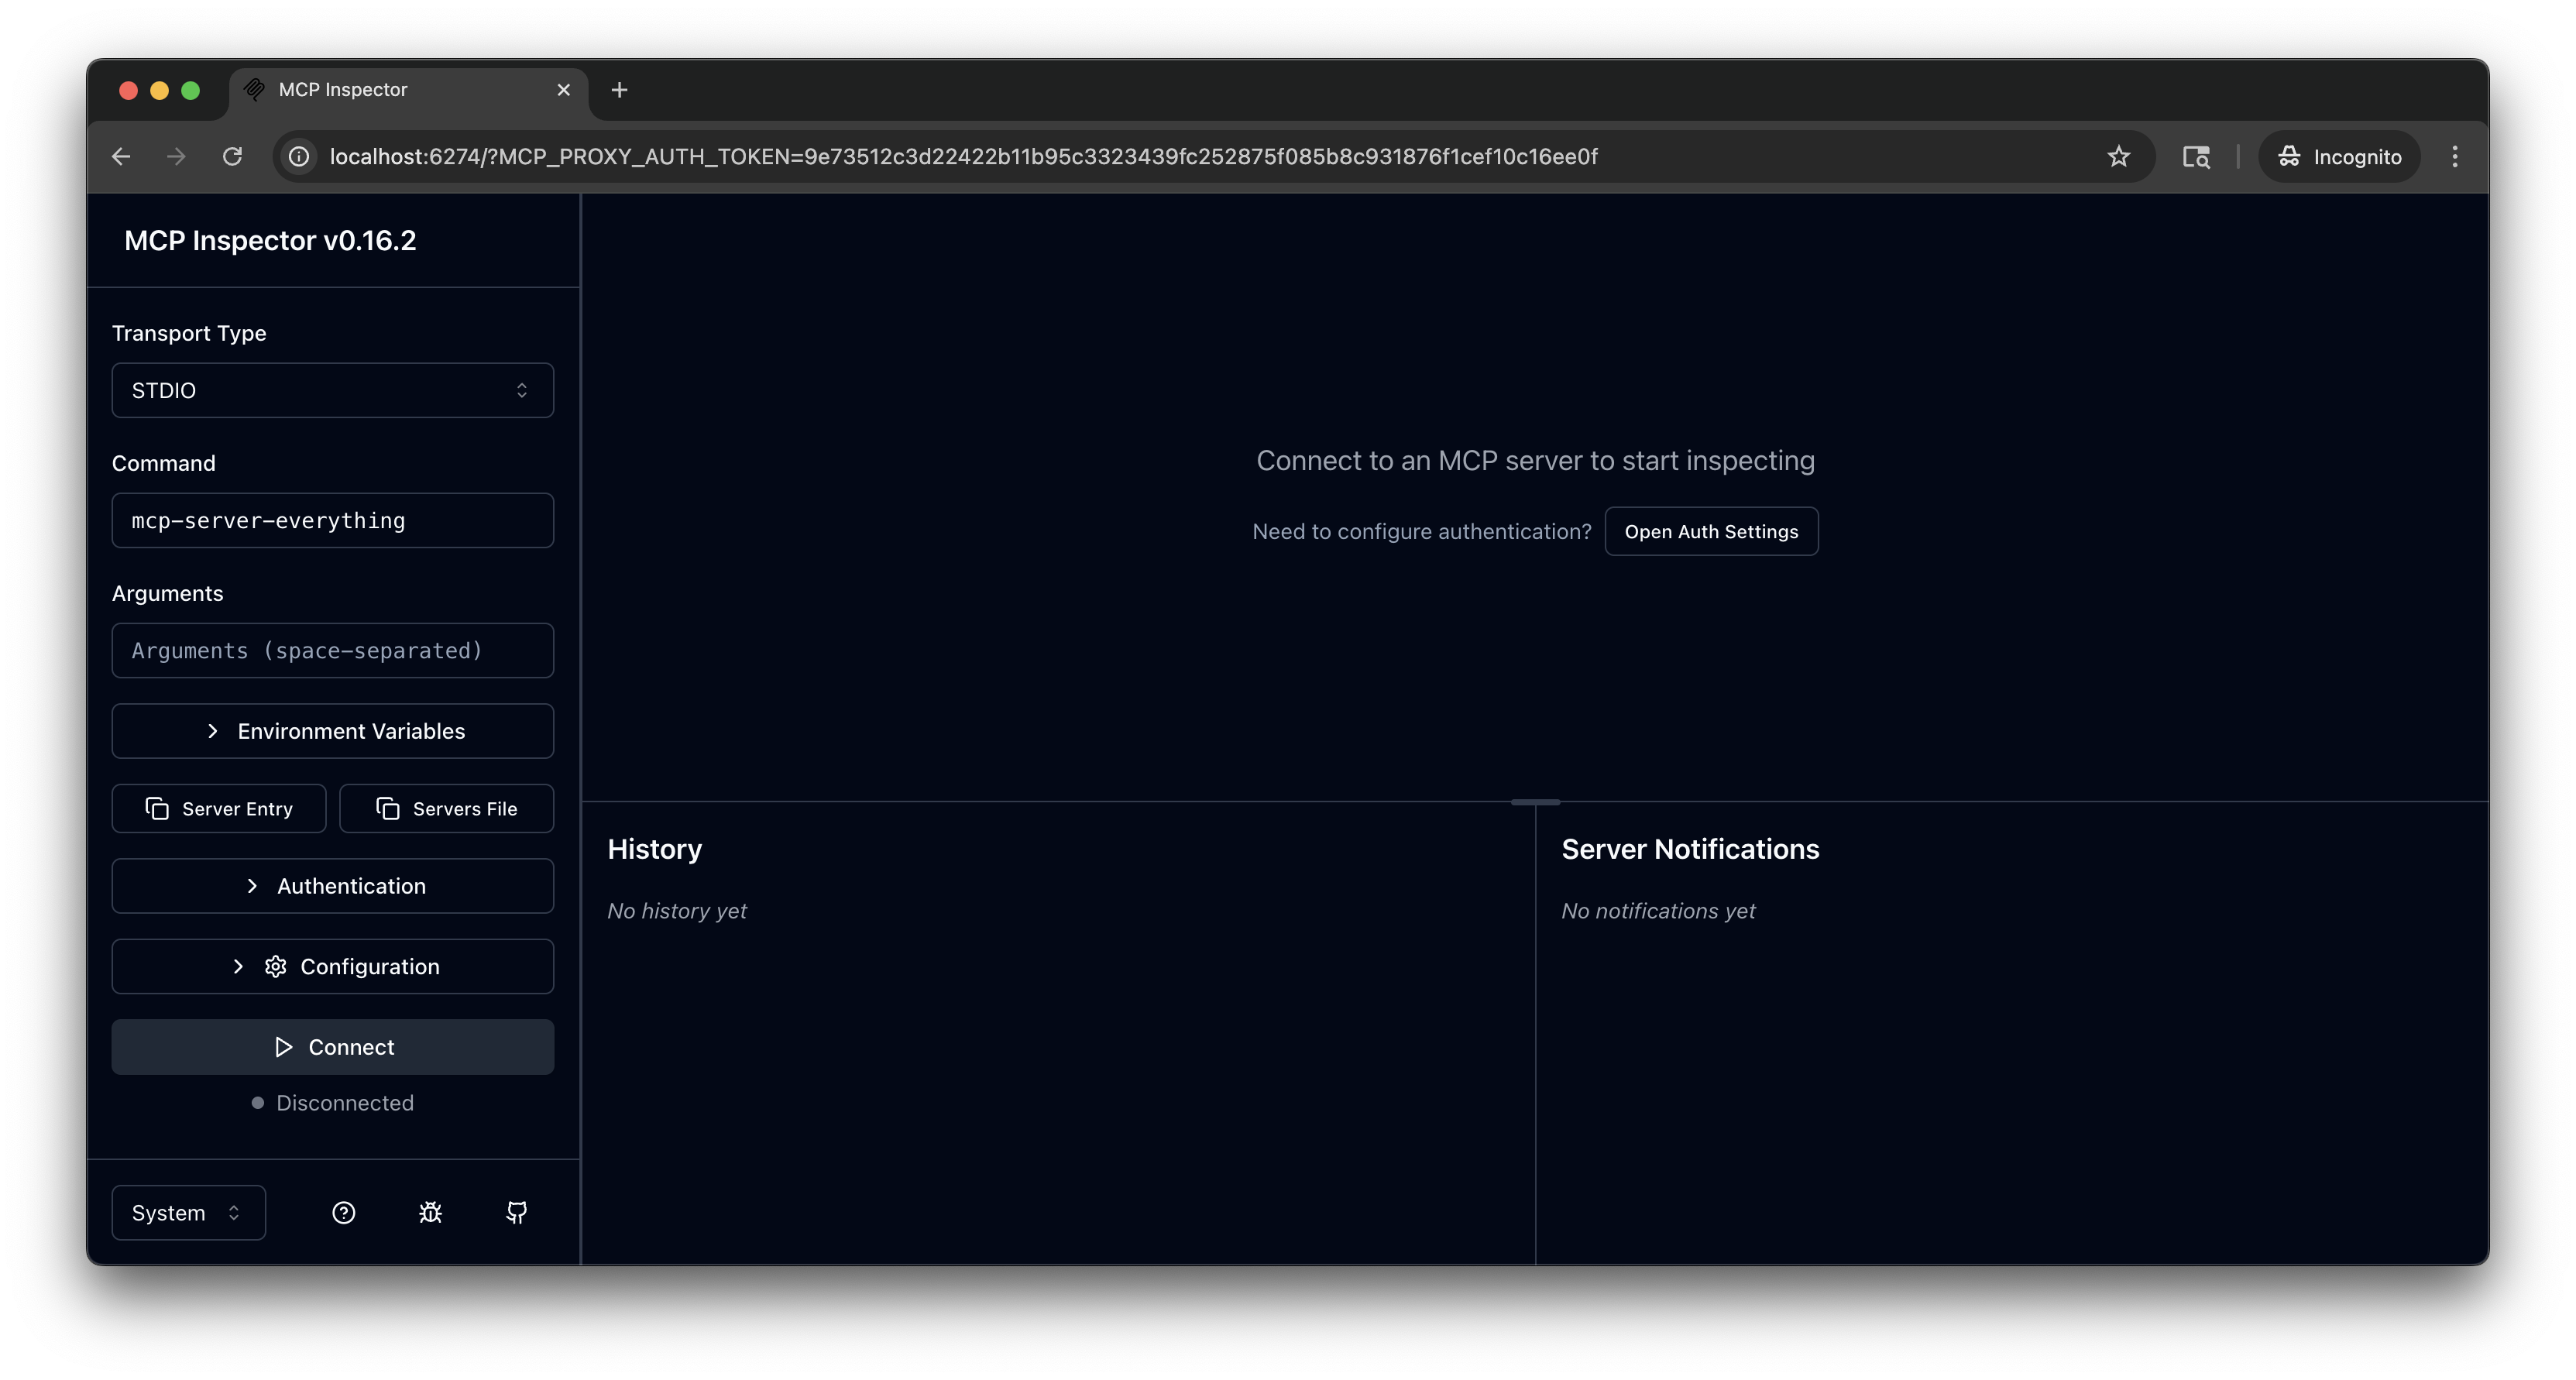 MCP Inspector
localhost:6274/?MCP_PROXY_AUTH_TOKEN=9e73512c3d22422b11b95c3323439fc252875f085b8c931876f1cef10c16ee0f
Incognito
MCP Inspector v0.16.2
Transport Type
STDIO
Command
mcp-server-everything
Arguments
Arguments (space-separated)
Environment Variables
Server Entry
Servers File
Authentication
Configuration
Connect
Disconnected
System
Connect to an MCP server to start inspecting
Need to configure authentication? Open Auth Settings
History
No history yet
Server Notifications
No notifications yet